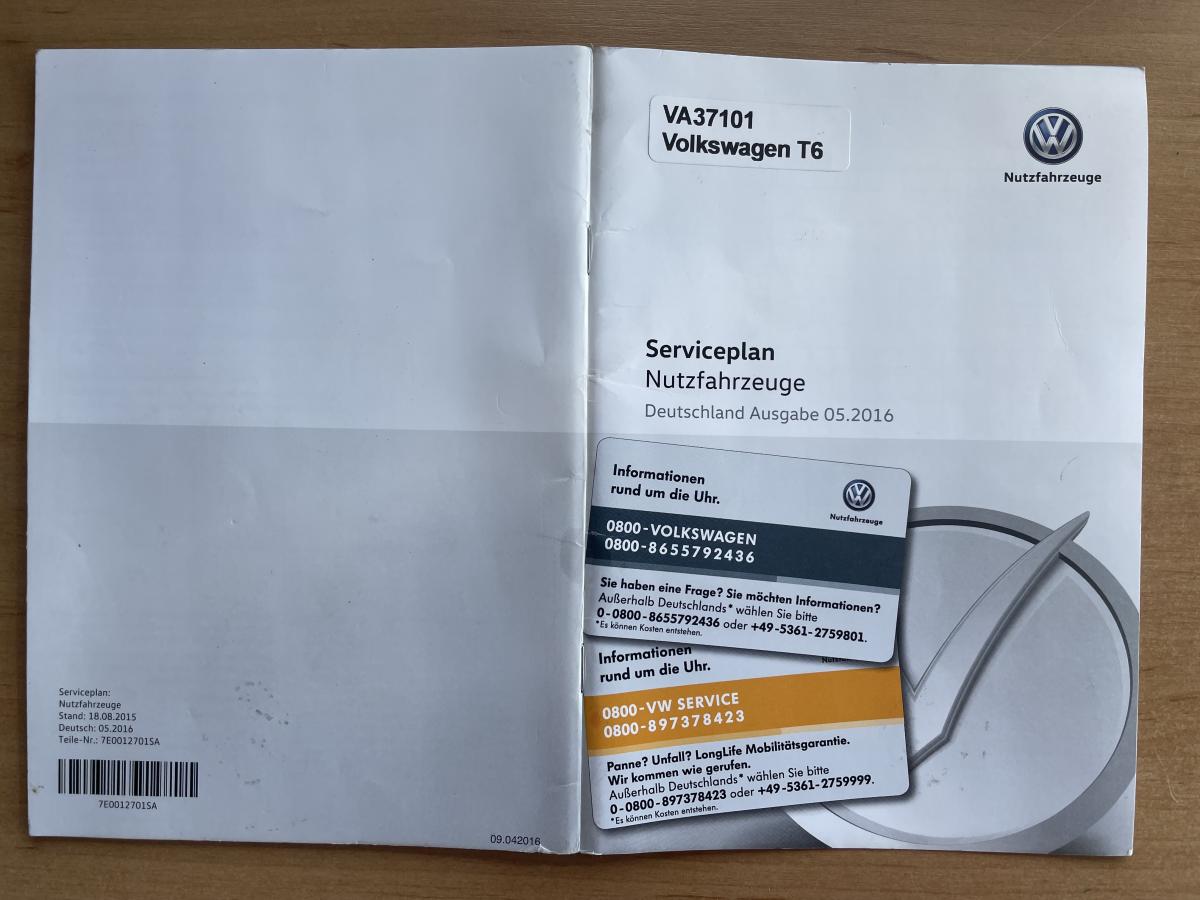 Serviceplan:
Nutzfahrzeuge
Stand: 18.08.2015
Deutsch: 05.2016
Teile-Nr.: 7E0012701SA
7E0012701SA
09.042016
VA37101
Volkswagen T6
Nutzfahrzeuge
Serviceplan
Nutzfahrzeuge
Deutschland Ausgabe 05.2016
Informationen
rund um die Uhr.
Nutzfahrzeuge
0800-VOLKSWAGEN
0800-8655792436
Sie haben eine Frage? Sie möchten Informationen?
Außerhalb Deutschlands* wählen Sie bitte
0-0800-8655792436 oder +49-5361-2759801.
*Es können Kosten entstehen.
Informationen
rund um die Uhr.
0800-VW SERVICE
0800-897378423
Panne? Unfall? LongLife Mobilitätsgarantie.
Wir kommen wie gerufen.
Außerhalb Deutschlands* wählen Sie bitte
0-0800-897378423 oder +49-5361-2759999.
*Es können Kosten entstehen.